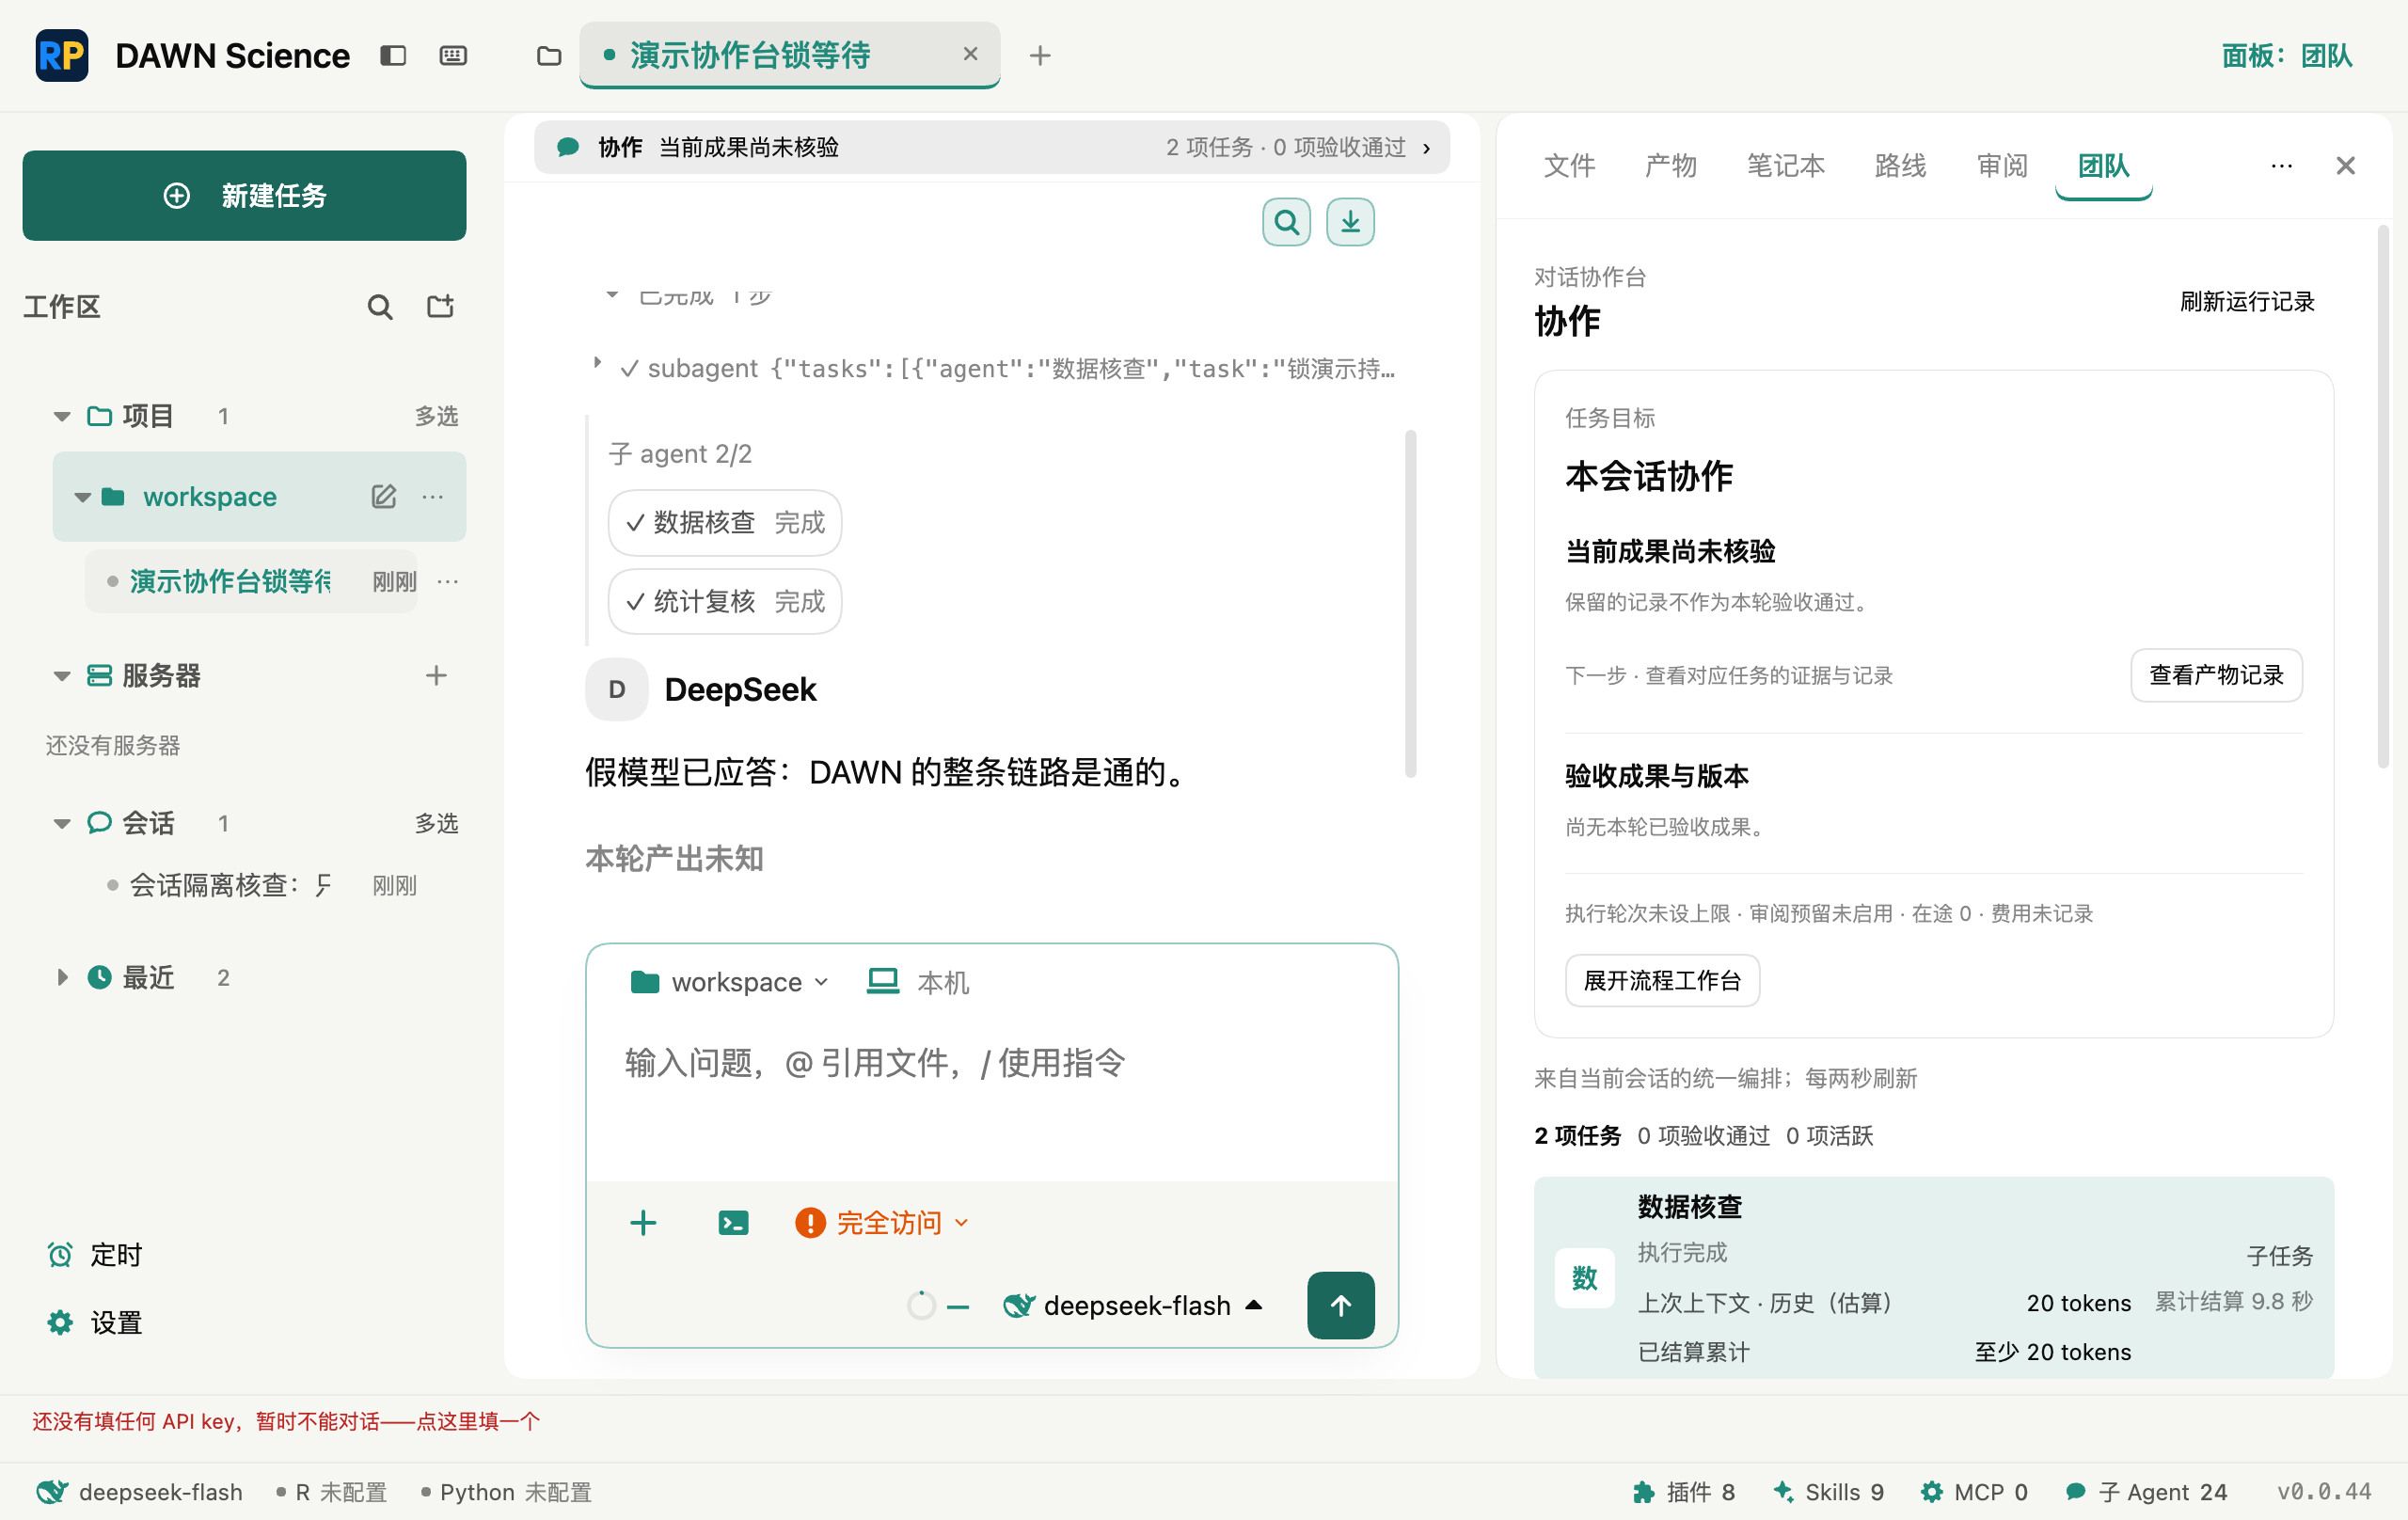 RP
DAWN Science
演示协作台锁等待
面板：团队
新建任务
工作区
项目 1 多选
workspace
演示协作台锁等待 刚刚
服务器
还没有服务器
会话 1 多选
会话隔离核查： 刚刚
最近 2
定时
设置
协作 当前成果尚未核验 2 项任务 · 0 项验收通过
已完成 1 步
subagent {"tasks":[{"agent":"数据核查","task":"锁演示持…
子 agent 2/2
数据核查 完成
统计复核 完成
D DeepSeek
假模型已应答：DAWN 的整条链路是通的。
本轮产出未知
workspace 本机
输入问题，@ 引用文件，/ 使用指令
完全访问
deepseek-flash
文件 产物 笔记本 路线 审阅 团队
对话协作台
协作
刷新运行记录
任务目标
本会话协作
当前成果尚未核验
保留的记录不作为本轮验收通过。
下一步 · 查看对应任务的证据与记录
查看产物记录
验收成果与版本
尚无本轮已验收成果。
执行轮次未设上限 · 审阅预留未启用 · 在途 0 · 费用未记录
展开流程工作台
来自当前会话的统一编排；每两秒刷新
2 项任务 0 项验收通过 0 项活跃
数
数据核查
执行完成
子任务
上次上下文 · 历史（估算） 20 tokens 累计结算 9.8 秒
已结算累计 至少 20 tokens
还没有填任何 API key，暂时不能对话——点这里填一个
deepseek-flash R 未配置 Python 未配置
插件 8 Skills 9 MCP 0 子 Agent 24 v0.0.44